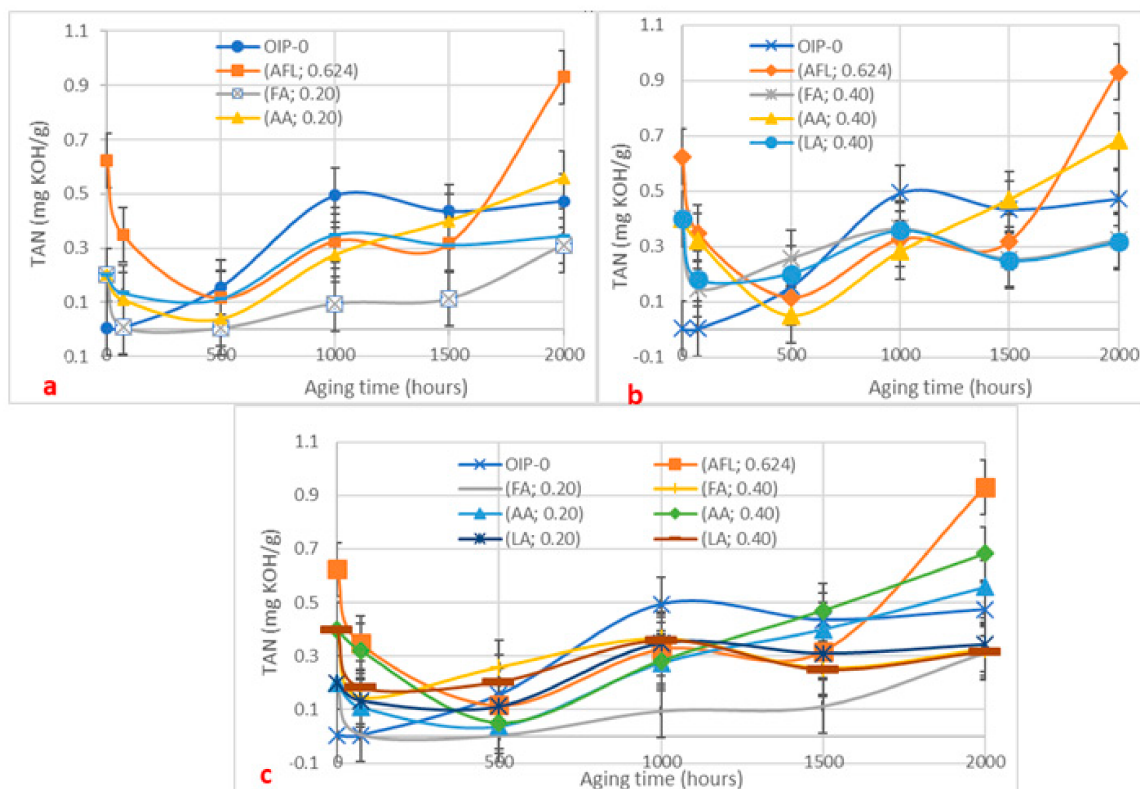 1.1
0.9
0.7
0.5
0.3
0.1
0.1
TAN (mg KOH/g)
OIP-0
(AFL; 0.624)
(FA; 0.20)
(AA; 0.20)
0
500
1000
1500
2000
Aging time (hours)
a
1.1
0.9
0.7
0.5
0.3
0.1
-0.1
TAN (mg KOH/g)
OIP-0
(AFL; 0.624)
(FA; 0.40)
(AA; 0.40)
(LA; 0.40)
0
500
1000
1500
2000
Aging time (hours)
b
1.1
0.9
0.7
0.5
0.3
0.1
-0.1
TAN (mg KOH/g)
OIP-0 (AFL; 0.624)
(FA; 0.20) (FA; 0.40)
(AA; 0.20) (AA; 0.40)
(LA; 0.20) (LA; 0.40)
0
500
1000
1500
2000
Aging time (hours)
c